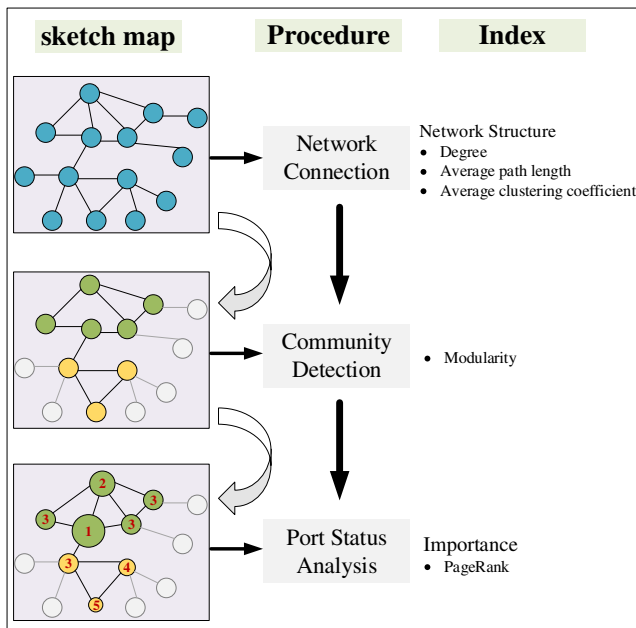 sketch map
Procedure
Index
Network
Connection
Network Structure
• Degree
• Average path length
• Average clustering coefficient
Community
Detection
• Modularity
2
3
3
1
3
3
4
5
Port Status
Analysis
Importance
• PageRank